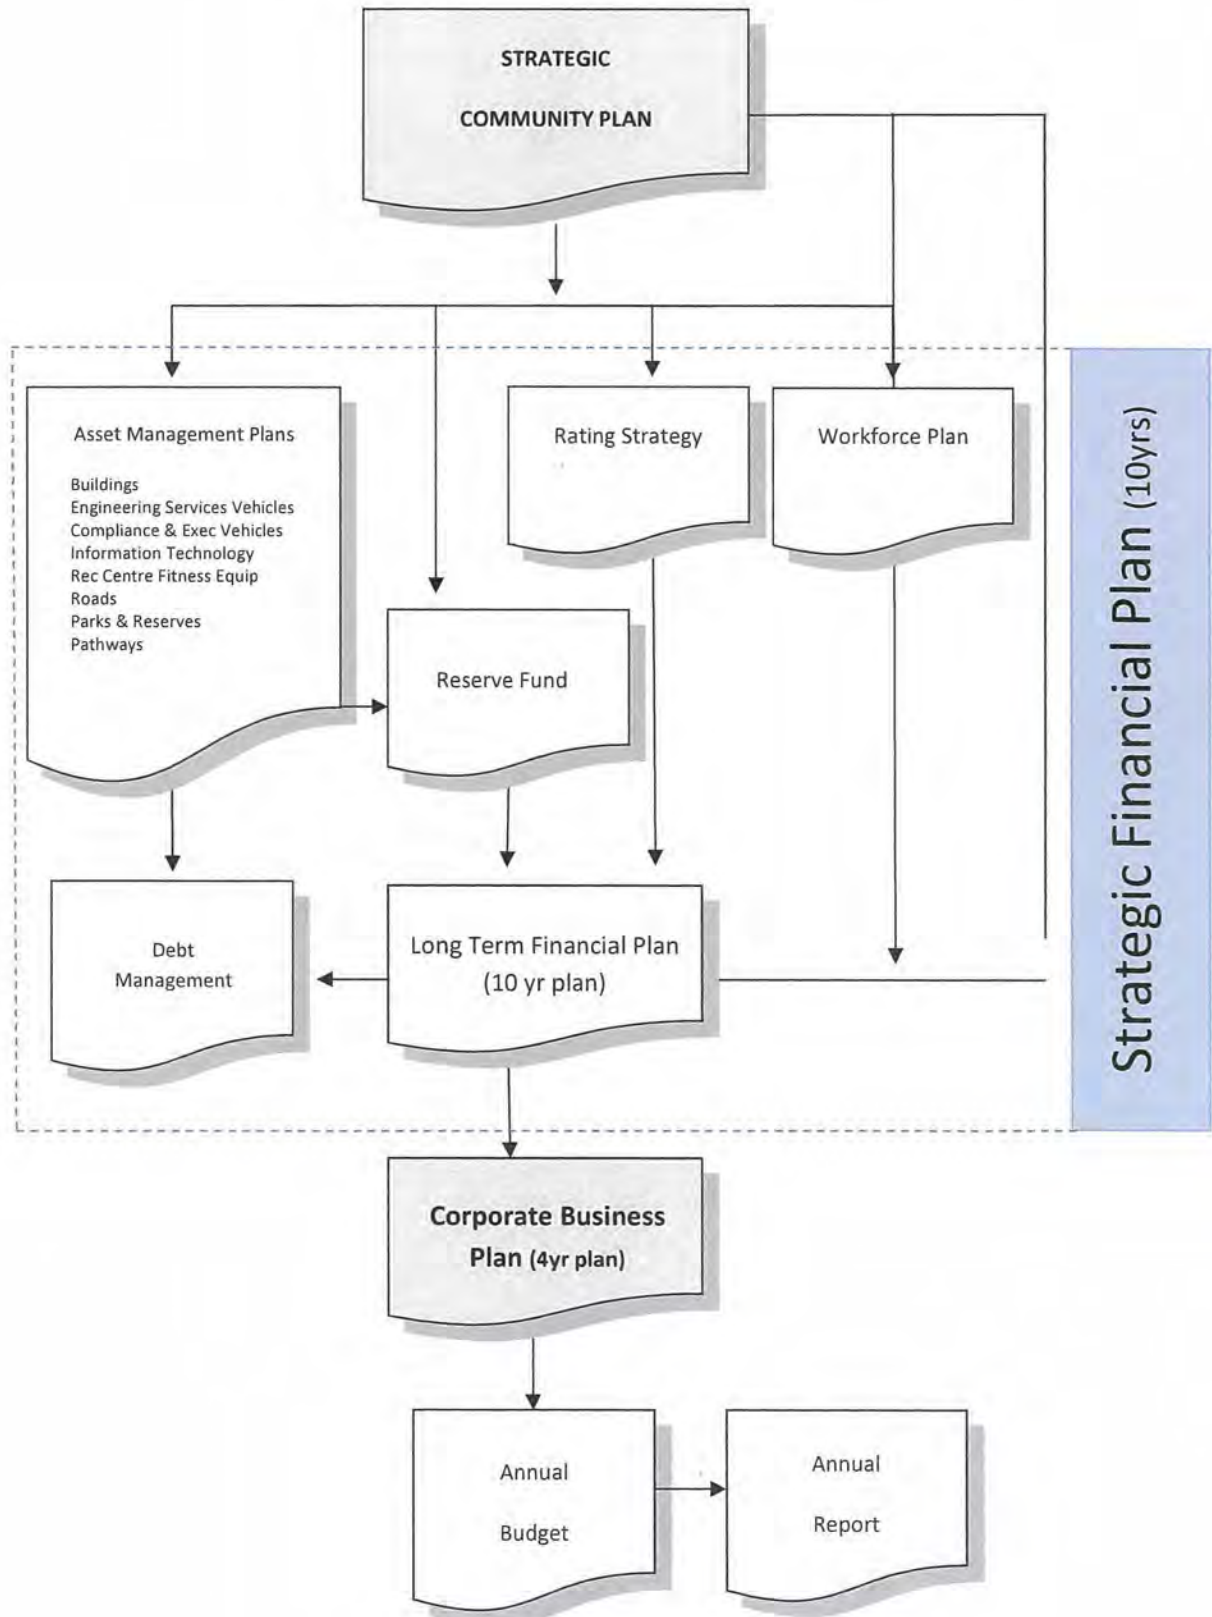 STRATEGIC
COMMUNITY PLAN
Asset Management Plans
Buildings
Engineering Services Vehicles
Compliance & Exec Vehicles
Information Technology
Rec Centre Fitness Equip
Roads
Parks & Reserves
Pathways
Rating Strategy
Workforce Plan
Reserve Fund
Debt
Management
Long Term Financial Plan
(10 yr plan)
Strategic Financial Plan (10yrs)
Corporate Business
Plan (4yr plan)
Annual
Budget
Annual
Report